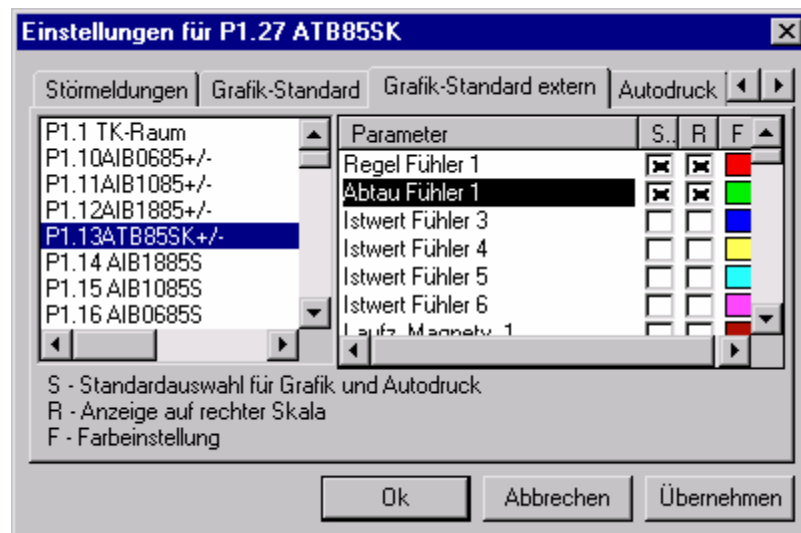 Einstellungen für P1.27 ATB85SK
Störmeldungen Grafik-Standard Grafik-Standard extern Autodruck
P1.1 TK-Raum
P1.10AIB0685+/-
P1.11AIB1085+/-
P1.12AIB1885+/-
P1.13ATB85SK+/-
P1.14 AIB1885S
P1.15 AIB1085S
P1.16 AIB0685S
Parameter S.. R F
Regel Fühler 1
Abtau Fühler 1
Istwert Fühler 3
Istwert Fühler 4
Istwert Fühler 5
Istwert Fühler 6
Laufz. Magnetv. 1
S - Standardauswahl für Grafik und Autodruck
R - Anzeige auf rechter Skala
F - Farbeinstellung
Ok Abbrechen Übernehmen